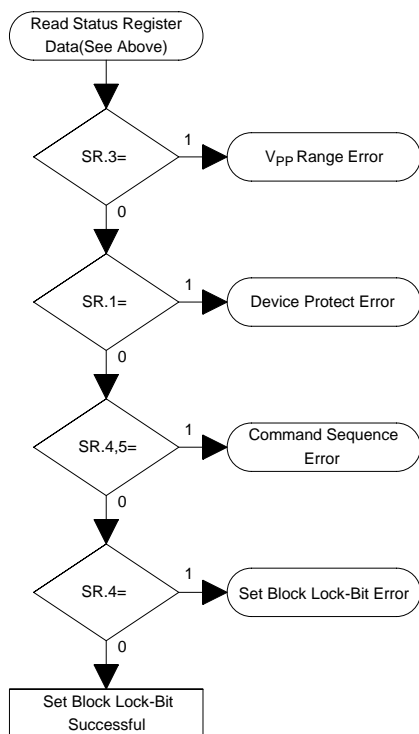 Read Status Register
Data(See Above)
SR.3=
1
VPP Range Error
0
SR.1=
1
Device Protect Error
0
SR.4,5=
1
Command Sequence
Error
0
SR.4=
1
Set Block Lock-Bit Error
0
Set Block Lock-Bit
Successful